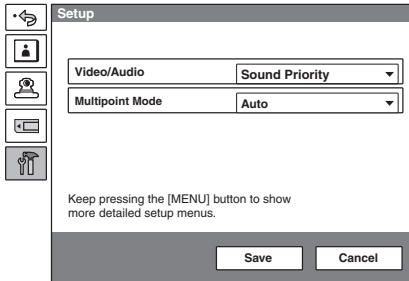 Setup
Video/Audio Sound Priority
Multipoint Mode Auto
Keep pressing the [MENU] button to show
more detailed setup menus.
Save Cancel